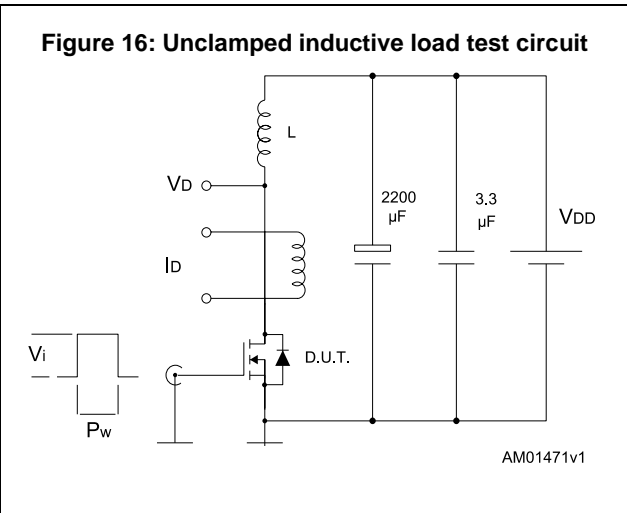 Figure 16: Unclamped inductive load test circuit
L
VD
2200
µF
3.3
µF
VDD
ID
Vi
D.U.T.
Pw
AM01471v1